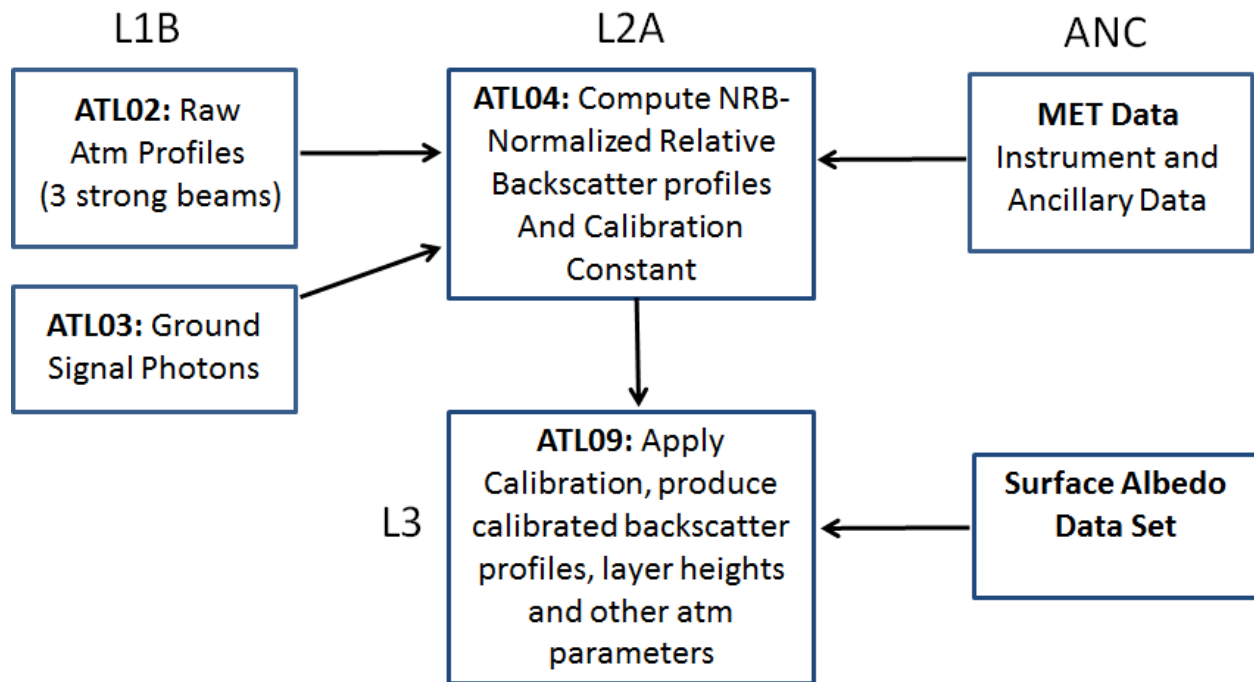 L1B
L2A
ANC
ATL02: Raw
Atm Profiles
(3 strong beams)
ATL04: Compute NRB-
Normalized Relative
Backscatter profiles
And Calibration
Constant
MET Data
Instrument and
Ancillary Data
ATL03: Ground
Signal Photons
L3
ATL09: Apply
Calibration, produce
calibrated backscatter
profiles, layer heights
and other atm
parameters
Surface Albedo
Data Set